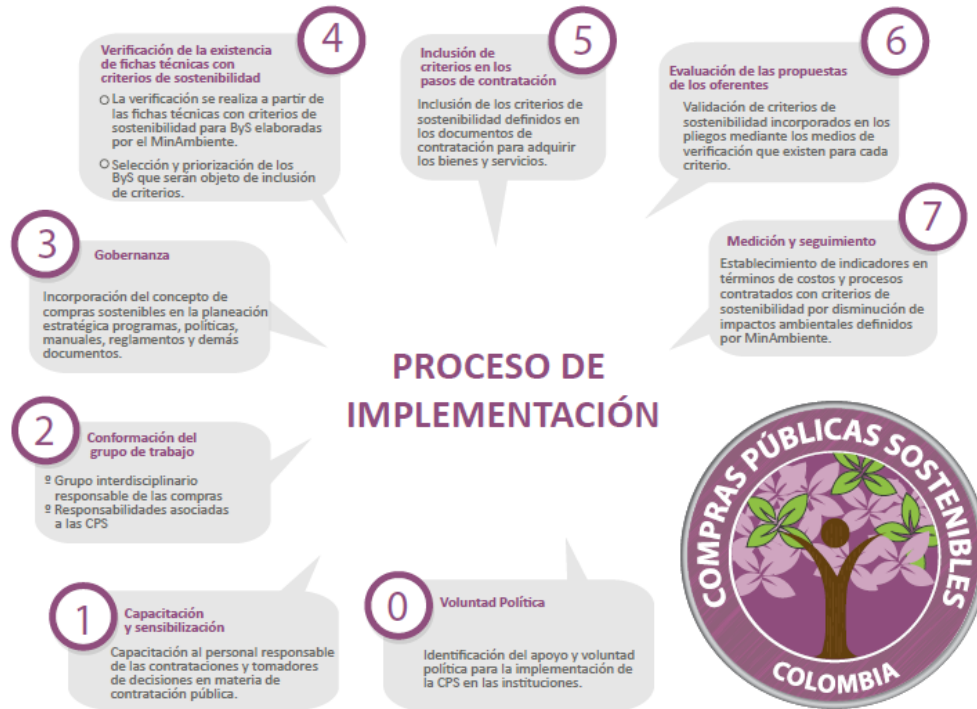 4
Verificación de la existencia
de fichas técnicas con
criterios de sostenibilidad
La verificación se realiza a partir de
las fichas técnicas con criterios de
sostenibilidad para ByS elaboradas
por el MinAmbiente.
Selección y priorización de los
ByS que serán objeto de inclusión
de criterios.
5
Inclusión de
criterios en los
pasos de contratación
Inclusión de los criterios de
sostenibilidad definidos en
los documentos de
contratación para adquirir
los bienes y servicios.
6
Evaluación de las propuestas
de los oferentes
Validación de criterios de
sostenibilidad incorporados en los
pliegos mediante los medios de
verificación que existen para cada
criterio.
3
Gobernanza
Incorporación del concepto de
compras sostenibles en la planeación
estratégica programas, políticas,
manuales, reglamentos y demás
documentos.
7
Medición y seguimiento
Establecimiento de indicadores en
términos de costos y procesos
contratados con criterios de
sostenibilidad por disminución de
impactos ambientales definidos
por MinAmbiente.
PROCESO DE
IMPLEMENTACIÓN
2
Conformación del
grupo de trabajo
º Grupo interdisciplinario
responsable de las compras
º Responsabilidades asociadas
a las CPS
1
Capacitación
y sensibilización
Capacitación al personal responsable
de las contrataciones y tomadores
de decisiones en materia de
contratación pública.
0
Voluntad Política
Identificación del apoyo y voluntad
política para la implementación de
la CPS en las instituciones.
COMPRAS PÚBLICAS SOSTENIBLES
COLOMBIA